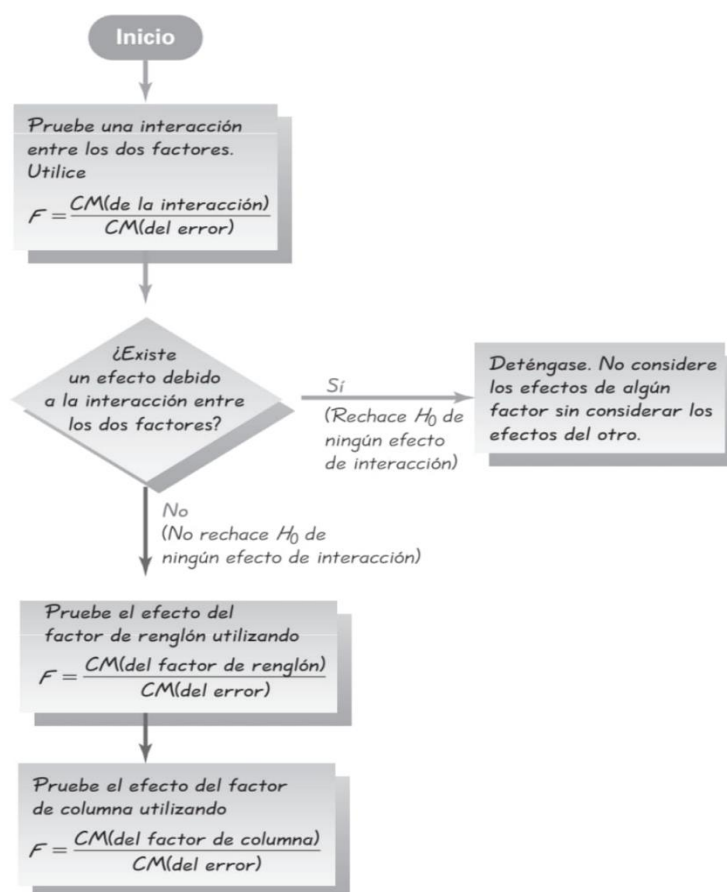 Inicio
Pruebe una interacción
entre los dos factores.
Utilice
F = CM(de la interacción)
CM(del error)
¿Existe
un efecto debido
a la interacción entre
los dos factores?
Sí
(Rechace H₀ de
ningún efecto
de interacción)
Deténgase. No considere
los efectos de algún
factor sin considerar los
efectos del otro.
No
(No rechace H₀ de
ningún efecto de interacción)
Pruebe el efecto del
factor de renglón utilizando
F = CM(del factor de renglón)
CM(del error)
Pruebe el efecto del factor
de columna utilizando
F = CM(del factor de columna)
CM(del error)